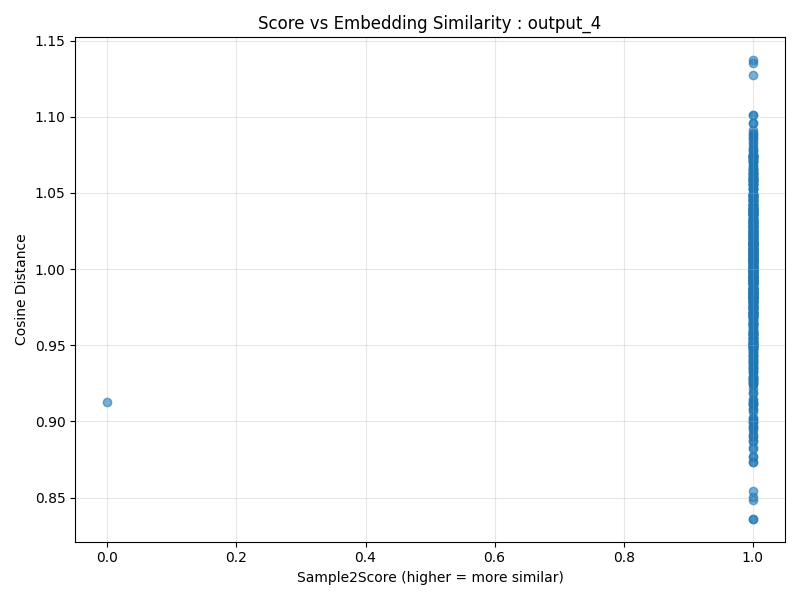 Score vs Embedding Similarity : output_4
1.15
1.10
1.05
1.00
0.95
0.90
0.85
Cosine Distance
0.0 0.2 0.4 0.6 0.8 1.0
Sample2Score (higher = more similar)